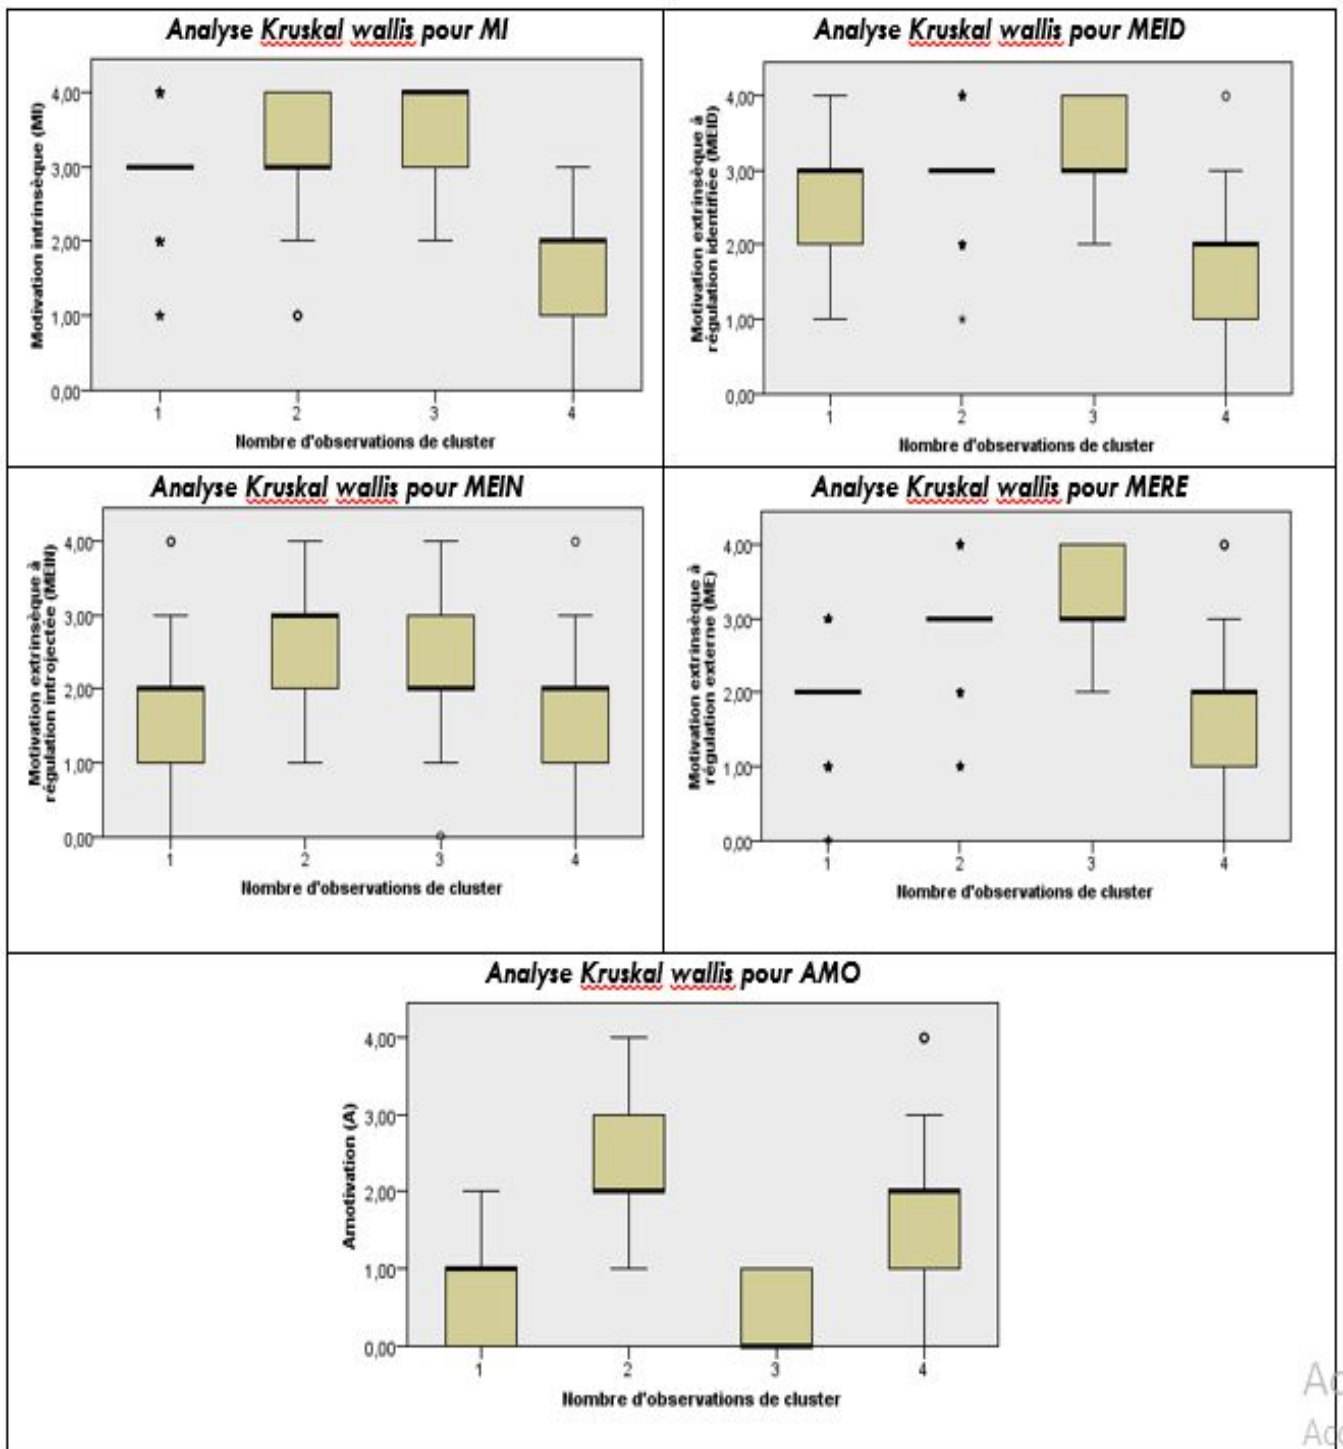 Analyse Kruskal wallis pour MI
Motivation intrinsèque (MI)
4,00
3,00
2,00
1,00
0,00
1 2 3 4
Nombre d'observations de cluster
Analyse Kruskal wallis pour MEID
Motivation extrinsèque à
régulation identifiée (MEID)
4,00
3,00
2,00
1,00
0,00
1 2 3 4
Nombre d'observations de cluster
Analyse Kruskal wallis pour MEIN
Motivation extrinsèque à
régulation introjectée (MEIN)
4,00
3,00
2,00
1,00
0,00
1 2 3 4
Nombre d'observations de cluster
Analyse Kruskal wallis pour MERE
Motivation extrinsèque à
régulation externe (ME)
4,00
3,00
2,00
1,00
0,00
1 2 3 4
Nombre d'observations de cluster
Analyse Kruskal wallis pour AMO
Amotivation (A)
4,00
3,00
2,00
1,00
0,00
1 2 3 4
Nombre d'observations de cluster